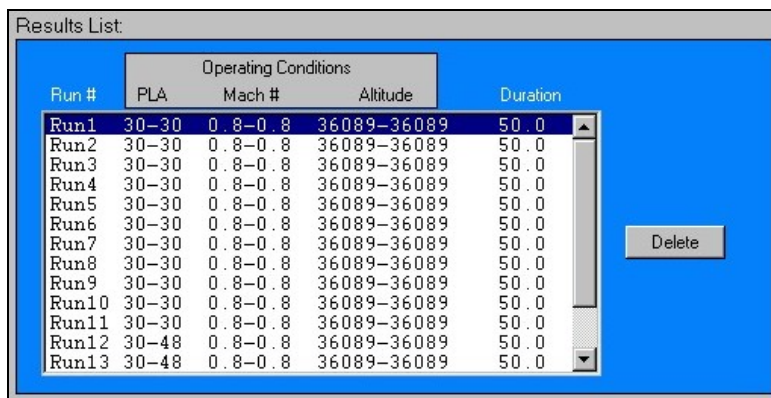 Results List:
Operating Conditions
Run # PLA Mach # Altitude Duration
Run1 30-30 0.8-0.8 36089-36089 50.0
Run2 30-30 0.8-0.8 36089-36089 50.0
Run3 30-30 0.8-0.8 36089-36089 50.0
Run4 30-30 0.8-0.8 36089-36089 50.0
Run5 30-30 0.8-0.8 36089-36089 50.0
Run6 30-30 0.8-0.8 36089-36089 50.0
Run7 30-30 0.8-0.8 36089-36089 50.0
Run8 30-30 0.8-0.8 36089-36089 50.0
Run9 30-30 0.8-0.8 36089-36089 50.0
Run10 30-30 0.8-0.8 36089-36089 50.0
Run11 30-30 0.8-0.8 36089-36089 50.0
Run12 30-48 0.8-0.8 36089-36089 50.0
Run13 30-48 0.8-0.8 36089-36089 50.0
Delete